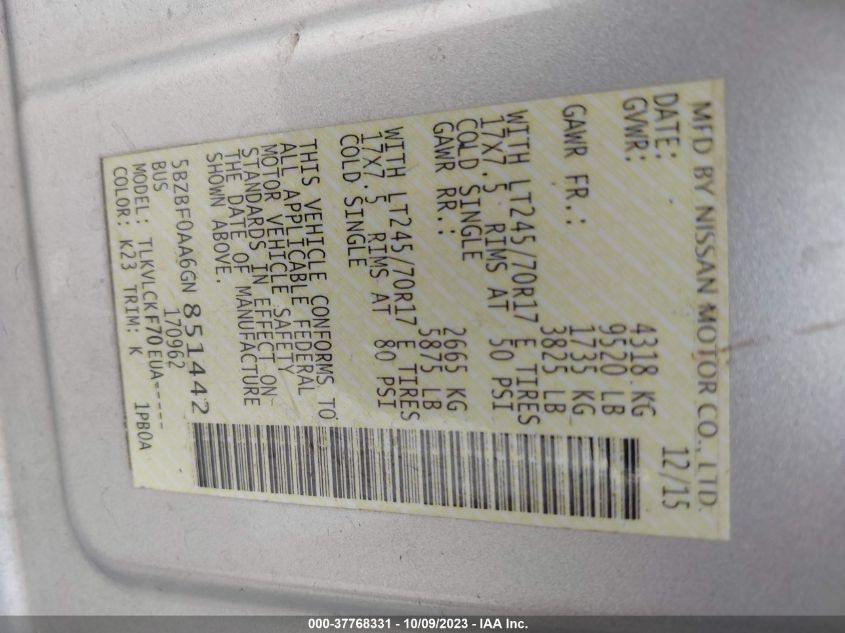 MFD BY NISSAN MOTOR CO., LTD.
DATE: 12/15
GVWR: 4318 KG
9520 LB
GAWR FR.: 1735 KG
3825 LB
WITH LT245/70R17 E TIRES
17X7.5 RIMS AT 50 PSI
COLD SINGLE
GAWR RR.: 2665 KG
5875 LB
WITH LT245/70R17 E TIRES
17X7.5 RIMS AT 80 PSI
COLD SINGLE
THIS VEHICLE CONFORMS TO
ALL APPLICABLE FEDERAL
MOTOR VEHICLE SAFETY
STANDARDS IN EFFECT ON
THE DATE OF MANUFACTURE
SHOWN ABOVE.
5BZBF0AA6GN851442
BUS 170962
MODEL: TLKVLCKF70EUA-----
COLOR: K23 TRIM: K 1PB0A
000-37768331 - 10/09/2023 - IAA Inc.